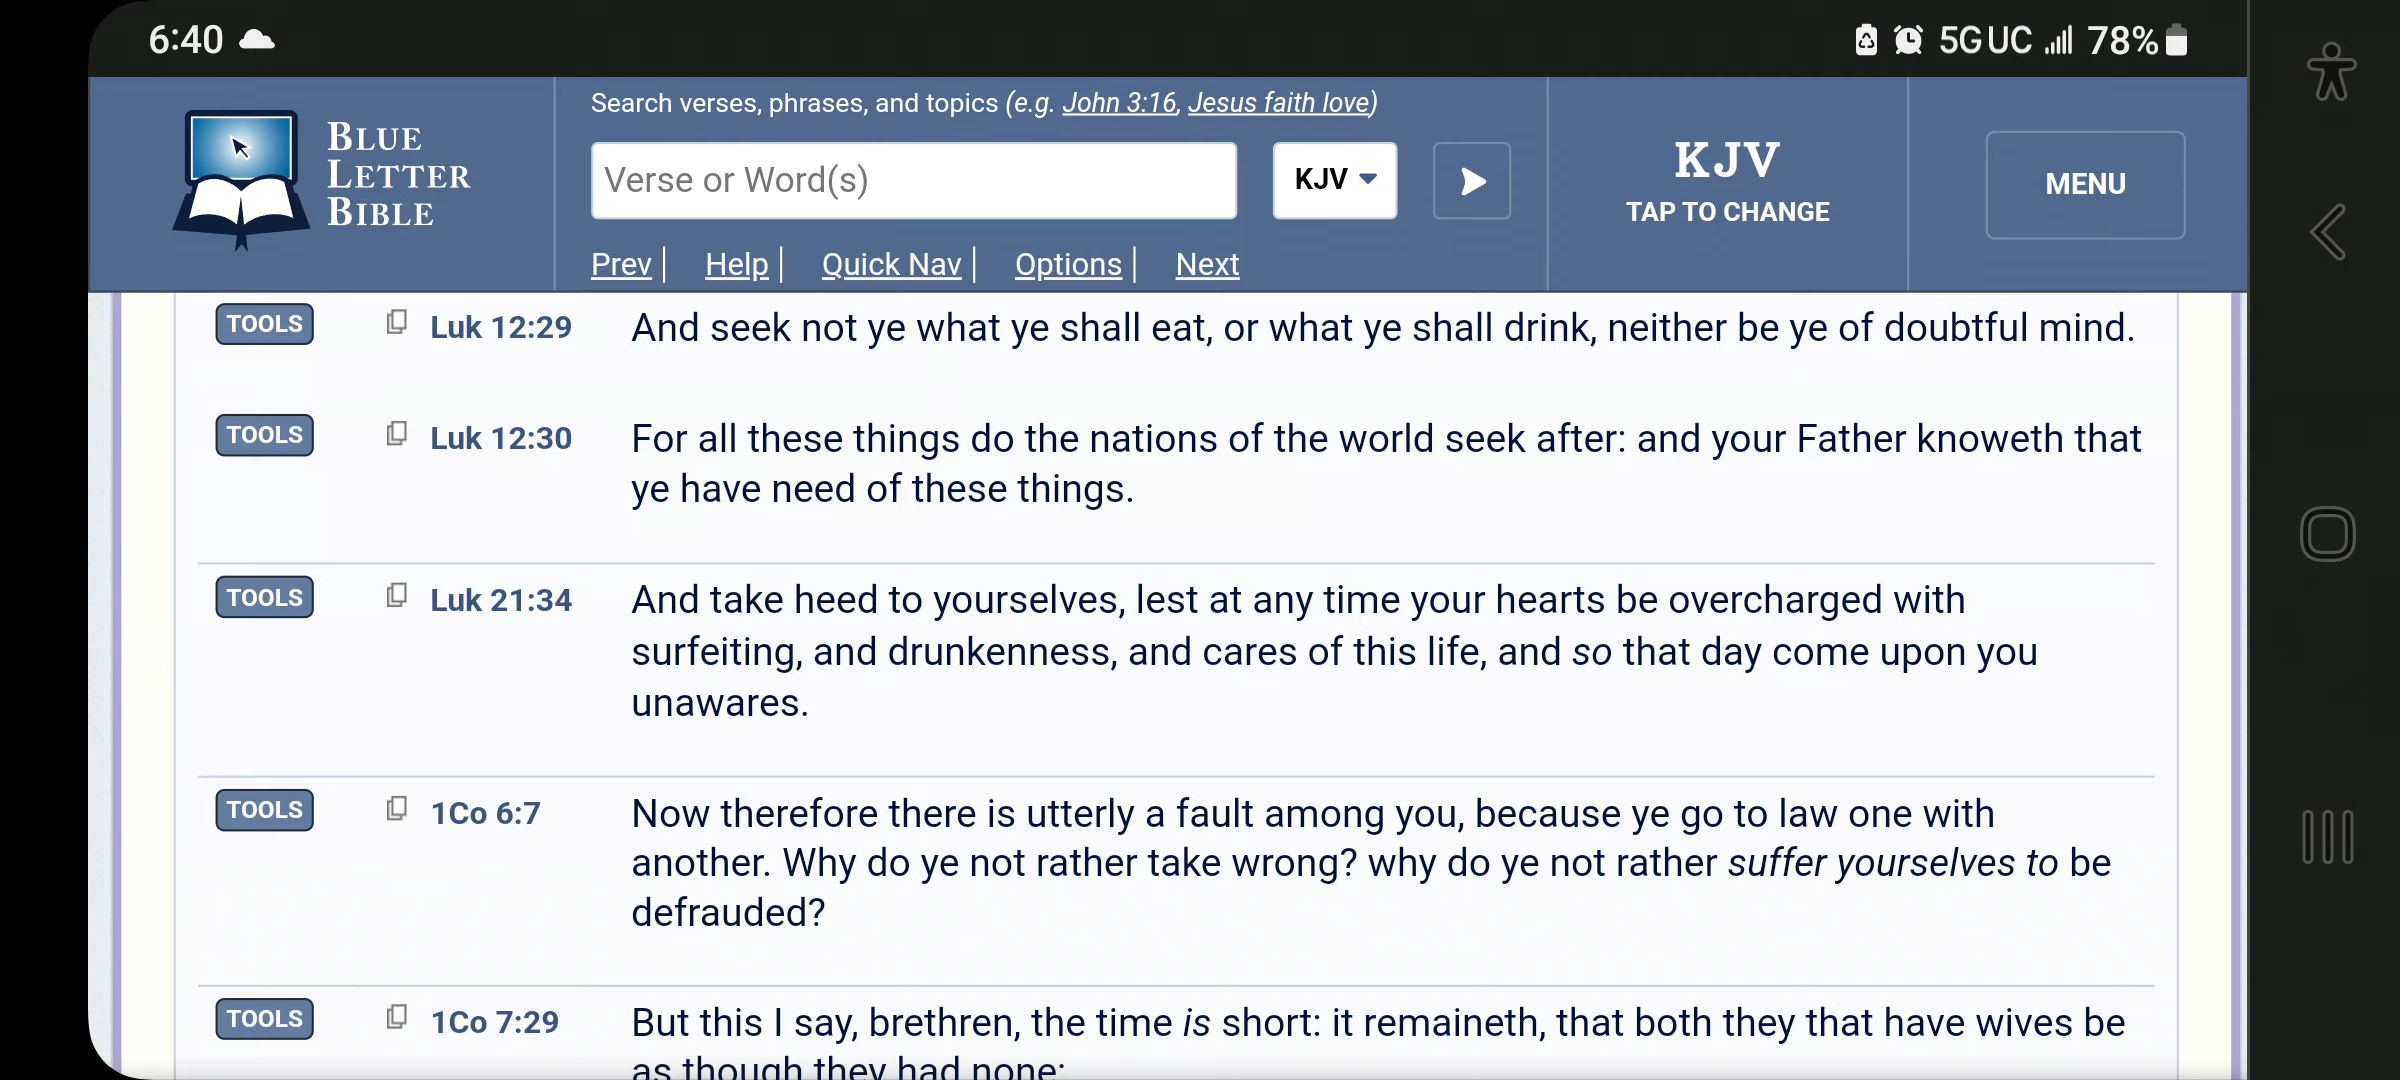 6:40
5G UC 78%
BLUE
LETTER
BIBLE
Search verses, phrases, and topics (e.g. John 3:16, Jesus faith love)
Verse or Word(s)
KJV
KJV
TAP TO CHANGE
MENU
Prev | Help | Quick Nav | Options | Next
TOOLS Luk 12:29 And seek not ye what ye shall eat, or what ye shall drink, neither be ye of doubtful mind.
TOOLS Luk 12:30 For all these things do the nations of the world seek after: and your Father knoweth that
ye have need of these things.
TOOLS Luk 21:34 And take heed to yourselves, lest at any time your hearts be overcharged with
surfeiting, and drunkenness, and cares of this life, and so that day come upon you
unawares.
TOOLS 1Co 6:7 Now therefore there is utterly a fault among you, because ye go to law one with
another. Why do ye not rather take wrong? why do ye not rather suffer yourselves to be
defrauded?
TOOLS 1Co 7:29 But this I say, brethren, the time is short: it remaineth, that both they that have wives be
as though they had none: